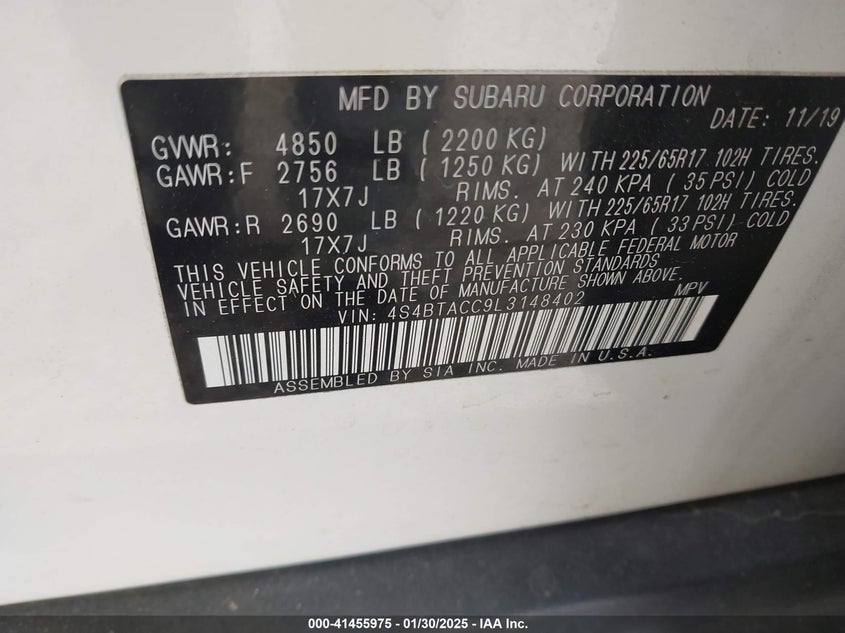 MFD BY SUBARU CORPORATION
DATE: 11/19
GVWR: 4850 LB (2200 KG)
GAWR:F 2756 LB (1250 KG) WITH 225/65R17 102H TIRES.
17X7J RIMS. AT 240 KPA (35 PSI) COLD
GAWR:R 2690 LB (1220 KG) WITH 225/65R17 102H TIRES.
17X7J RIMS. AT 230 KPA (33 PSI) COLD
THIS VEHICLE CONFORMS TO ALL APPLICABLE FEDERAL MOTOR
VEHICLE SAFETY AND THEFT PREVENTION STANDARDS
IN EFFECT ON THE DATE OF MANUFACTURE SHOWN ABOVE.
VIN: 4S4BTACC9L3148402 MPV
ASSEMBLED BY SIA INC. MADE IN U.S.A.
000-41455975 - 01/30/2025 - IAA Inc.